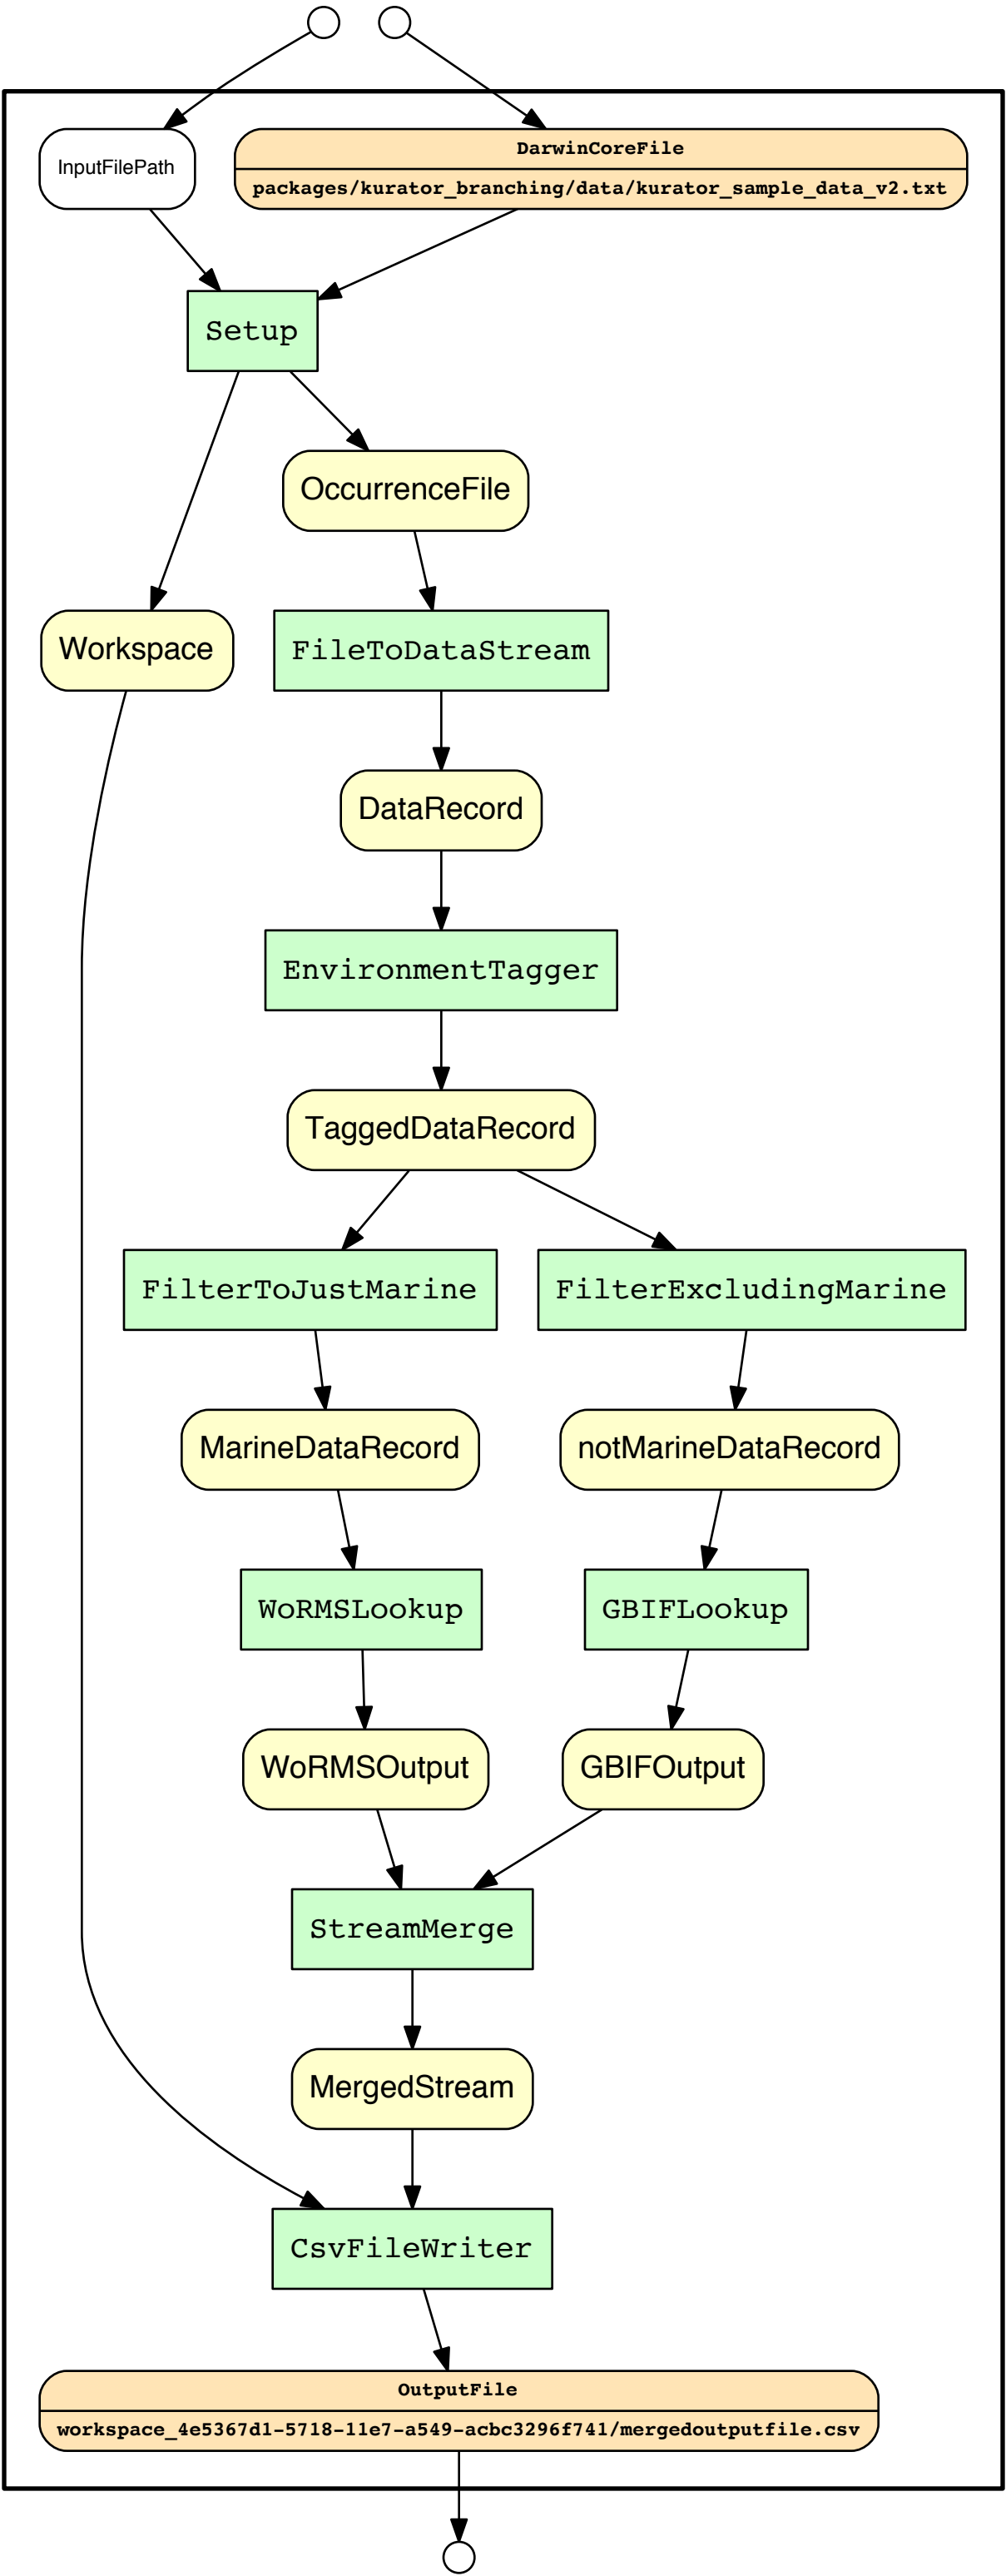 InputFilePath
DarwinCoreFile
packages/kurator_branching/data/kurator_sample_data_v2.txt
Setup
OccurrenceFile
Workspace
FileToDataStream
DataRecord
EnvironmentTagger
TaggedDataRecord
FilterToJustMarine
FilterExcludingMarine
MarineDataRecord
notMarineDataRecord
WoRMSLookup
GBIFLookup
WoRMSOutput
GBIFOutput
StreamMerge
MergedStream
CsvFileWriter
OutputFile
workspace_4e5367d1-5718-11e7-a549-acbc3296f741/mergedoutputfile.csv